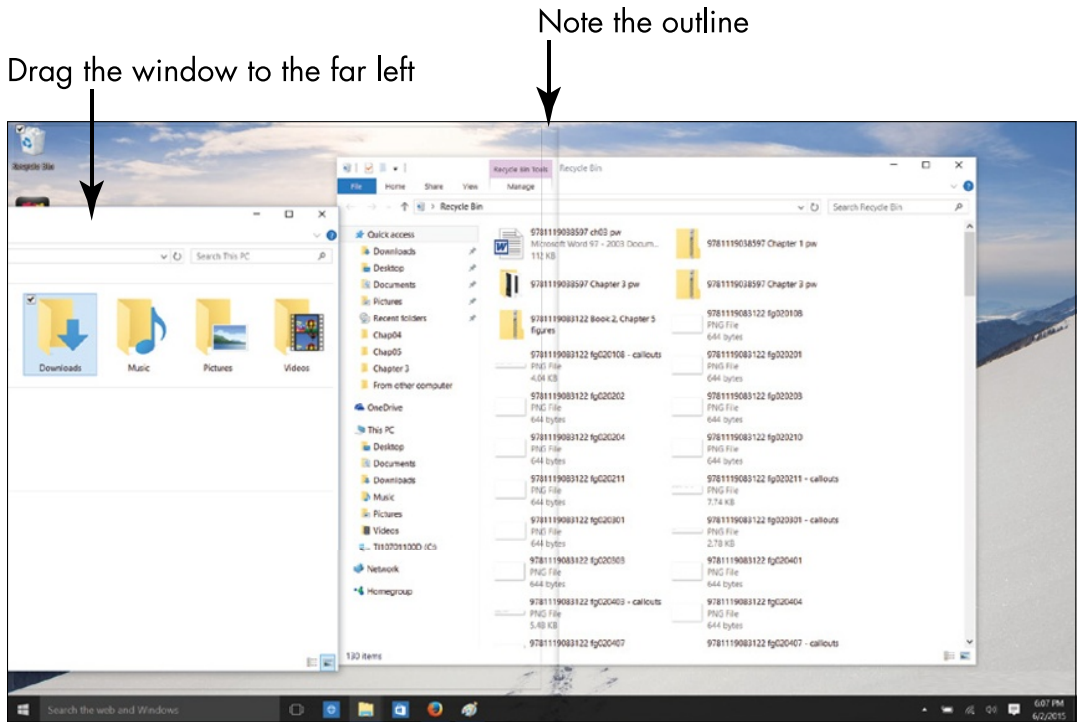 Note the outline
Drag the window to the far left
Recycle Bin
Recycle Bin Tools
Recycle Bin
File
Home
Share
View
Manage
Recycle Bin
Search Recycle Bin
Search This PC
Downloads
Music
Pictures
Videos
Quick access
Downloads
Desktop
Documents
Pictures
Recent folders
Chap04
Chap05
Chapter 3
From other computer
OneDrive
This PC
Desktop
Documents
Downloads
Music
Pictures
Videos
TI10701100D (C:)
Network
Homegroup
9781119038597 ch03 pw
Microsoft Word 97 - 2003 Docum...
112 KB
9781119038597 Chapter 1 pw
9781119038597 Chapter 3 pw
9781119038597 Chapter 3 pw
9781119083122 Book 2, Chapter 5
figures
9781119083122 fg020108
PNG File
644 bytes
9781119083122 fg020108 - callouts
PNG File
4.04 KB
9781119083122 fg020201
PNG File
644 bytes
9781119083122 fg020202
PNG File
644 bytes
9781119083122 fg020203
PNG File
644 bytes
9781119083122 fg020204
PNG File
644 bytes
9781119083122 fg020210
PNG File
644 bytes
9781119083122 fg020211
PNG File
644 bytes
9781119083122 fg020211 - callouts
PNG File
7.74 KB
9781119083122 fg020301
PNG File
644 bytes
9781119083122 fg020301 - callouts
PNG File
2.78 KB
9781119083122 fg020303
PNG File
644 bytes
9781119083122 fg020401
PNG File
644 bytes
9781119083122 fg020403 - callouts
PNG File
5.48 KB
9781119083122 fg020404
PNG File
644 bytes
9781119083122 fg020407
9781119083122 fg020407 - callouts
130 items
Search the web and Windows
6:07 PM
6/2/2015